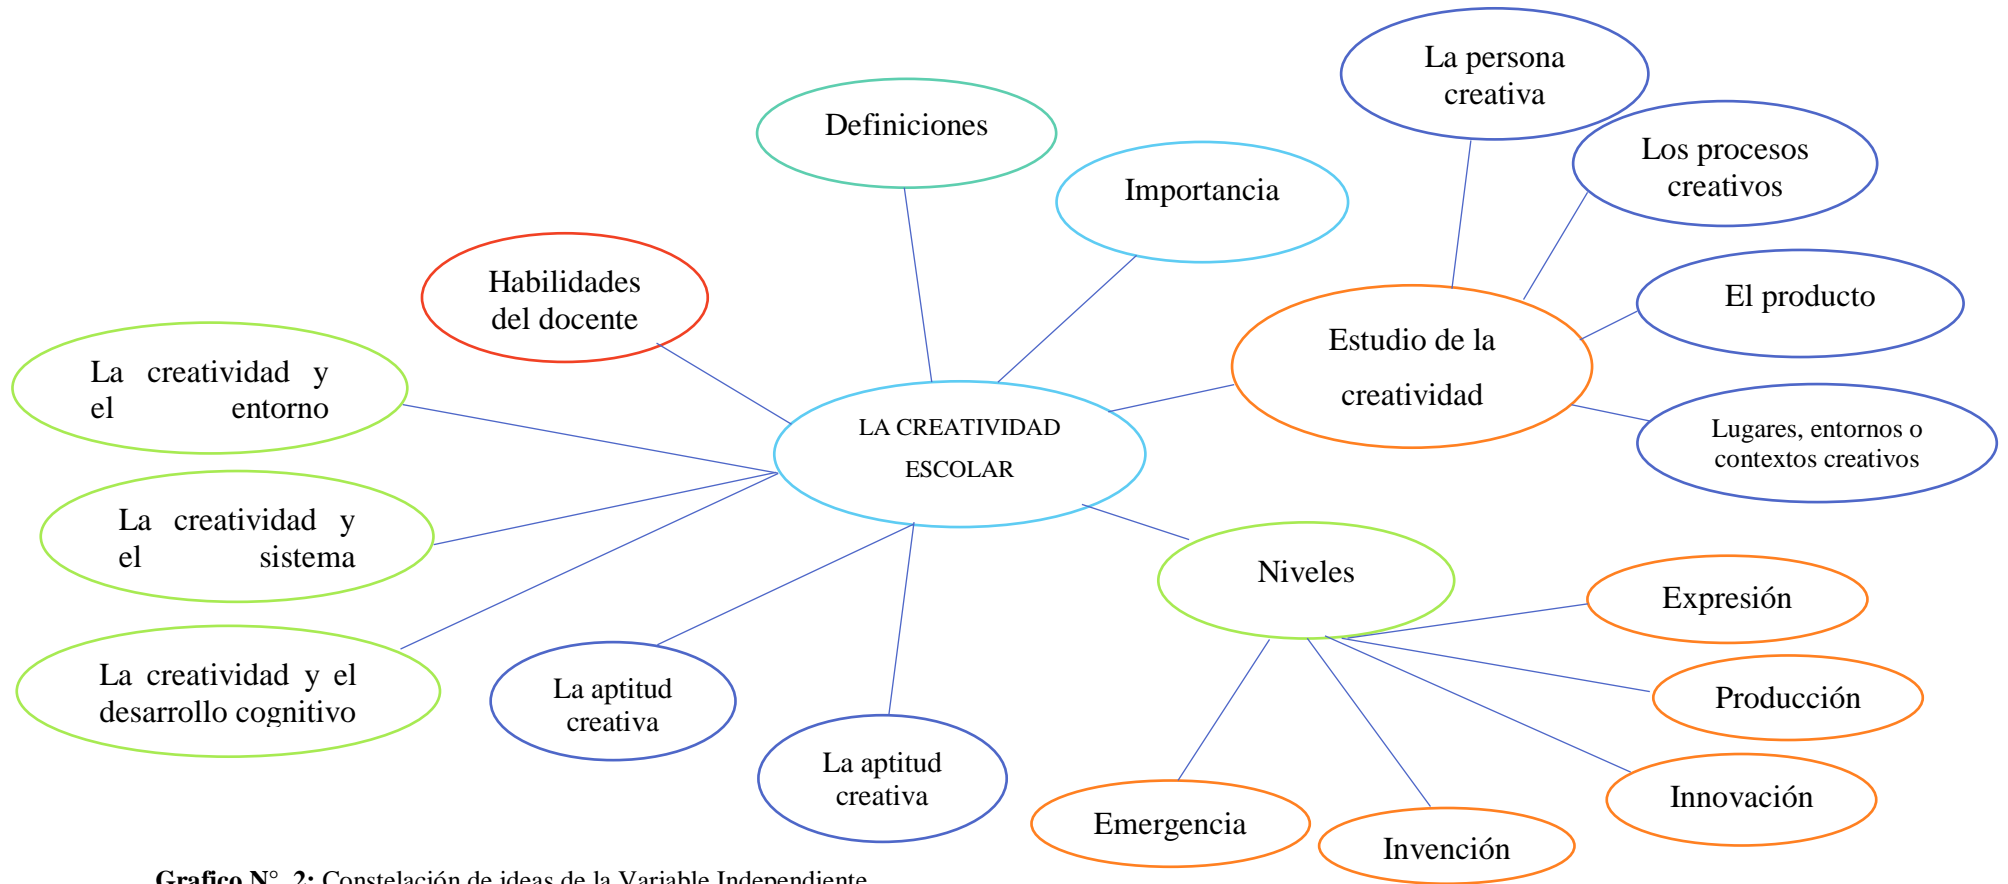 La persona
creativa
Definiciones
Los procesos
creativos
Importancia
Habilidades
del docente
El producto
Estudio de la
creatividad
La creatividad y
el entorno
LA CREATIVIDAD
ESCOLAR
Lugares, entornos o
contextos creativos
La creatividad y
el sistema
Niveles
Expresión
La creatividad y el
desarrollo cognitivo
La aptitud
creativa
Producción
La aptitud
creativa
Innovación
Emergencia
Invención
Grafico N° 2: Constelación de ideas de la Variable Independiente